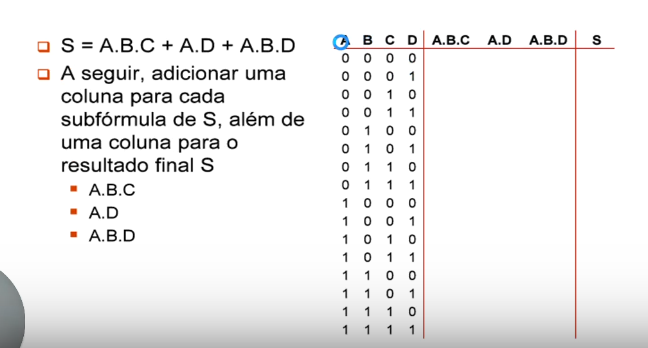 S = A.B.C + A.D + A.B.D
A seguir, adicionar uma
coluna para cada
subfórmula de S, além de
uma coluna para o
resultado final S
A.B.C
A.D
A.B.D
A B C D A.B.C A.D A.B.D S
0 0 0 0
0 0 0 1
0 0 1 0
0 0 1 1
0 1 0 0
0 1 0 1
0 1 1 0
0 1 1 1
1 0 0 0
1 0 0 1
1 0 1 0
1 0 1 1
1 1 0 0
1 1 0 1
1 1 1 0
1 1 1 1